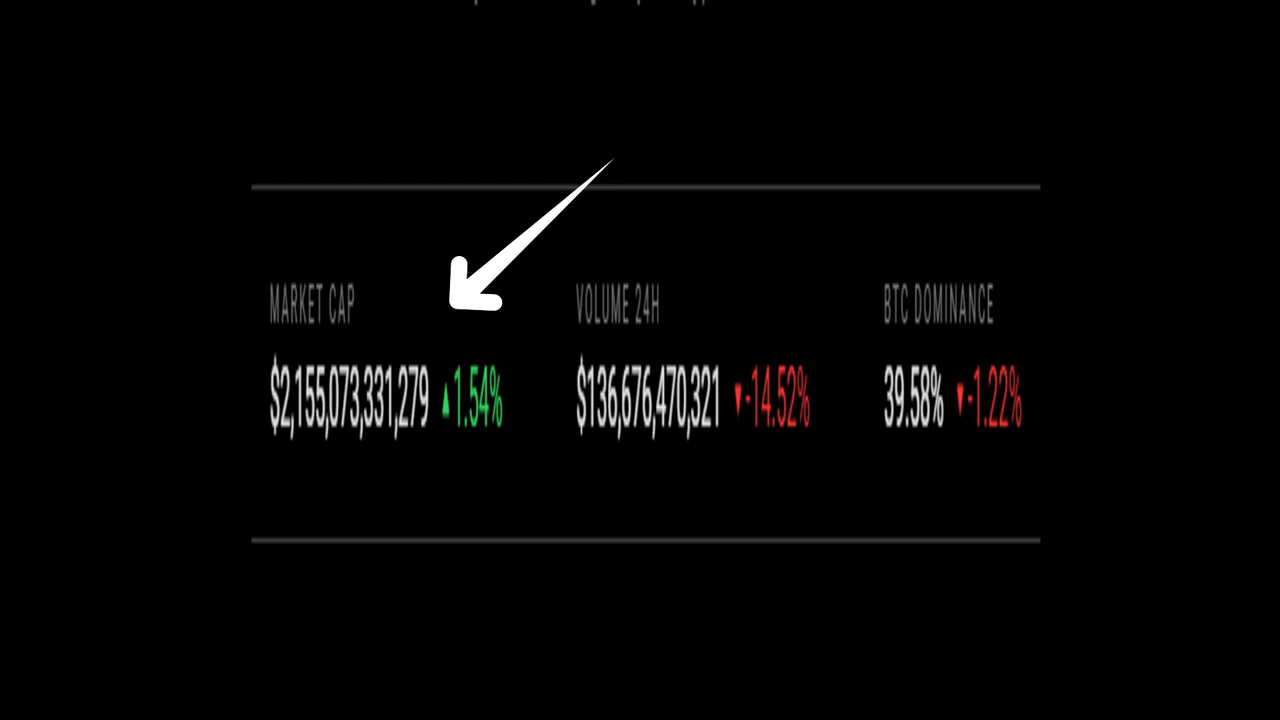 MARKET CAP
$2,155,073,331,279 ▲1.54%
VOLUME 24H
$136,676,470,321 ▼-14.52%
BTC DOMINANCE
39.58% ▼-1.22%